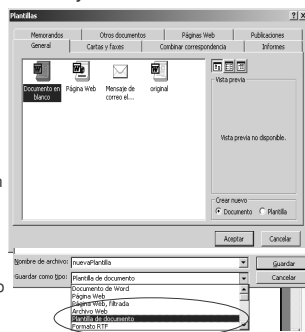 Plantillas
Memorandos Otros documentos Páginas Web Publicaciones
General Cartas y faxes Combinar correspondencia Informes
Documento en blanco
Página Web
Mensaje de correo el...
original
Vista previa
Vista previa no disponible.
Crear nuevo
Documento Plantilla
Aceptar Cancelar
Nombre de archivo: nuevaPlantilla Guardar
Guardar como tipo: Plantilla de documento Cancelar
Documento de Word
Página Web
Página Web, filtrada
Archivo Web
Plantilla de documento
Formato RTF